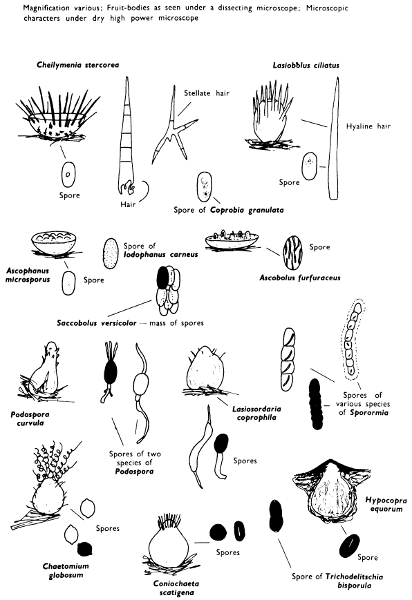 Magnification various; Fruit-bodies as seen under a dissecting microscope; Microscopic
characters under dry high power microscope
Cheilymenia stercorea
Lasiobblus ciliatus
Stellate hair
Hyaline hair
Spore
Hair
Spore
Spore of Coprobia granulata
Spore of
Iodophanus carneus
Spore
Ascophanus
microsporus
Spore
Ascobolus furfuraceus
Saccobolus versicolor — mass of spores
Podospora
curvula
Spores of two
species of
Podospora
Lasiosordaria
coprophila
Spores of
various species
of Sporormia
Spores
Hypocopra
equorum
Spores
Chaetomium
globosum
Spores
Coniochaeta
scatigena
Spore
Spore of Trichodelitschia
bisporula